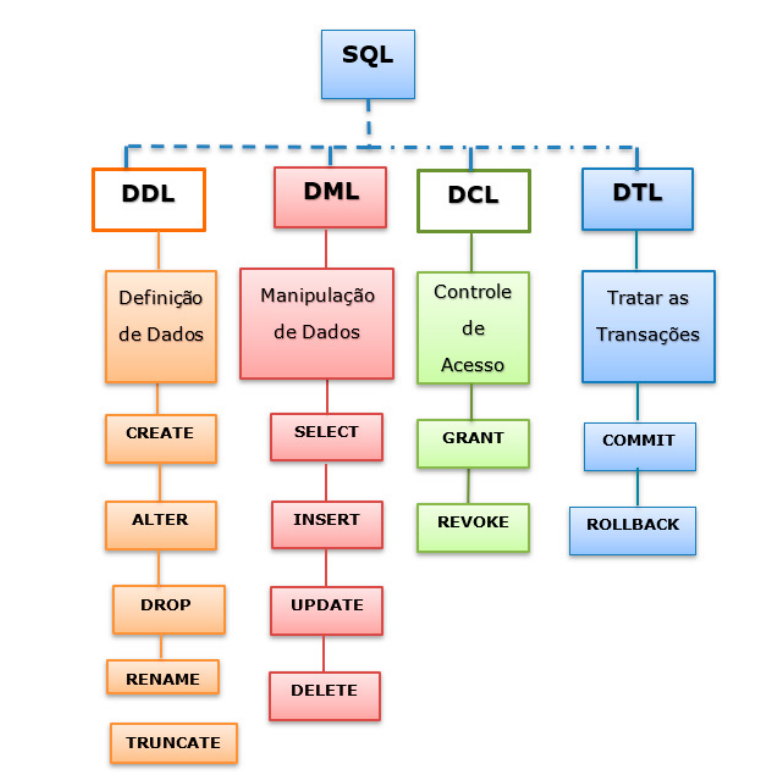 SQL
DDL
DML
DCL
DTL
Definição
de Dados
Manipulação
de Dados
Controle
de
Acesso
Tratar as
Transações
CREATE
ALTER
DROP
RENAME
TRUNCATE
SELECT
INSERT
UPDATE
DELETE
GRANT
REVOKE
COMMIT
ROLLBACK